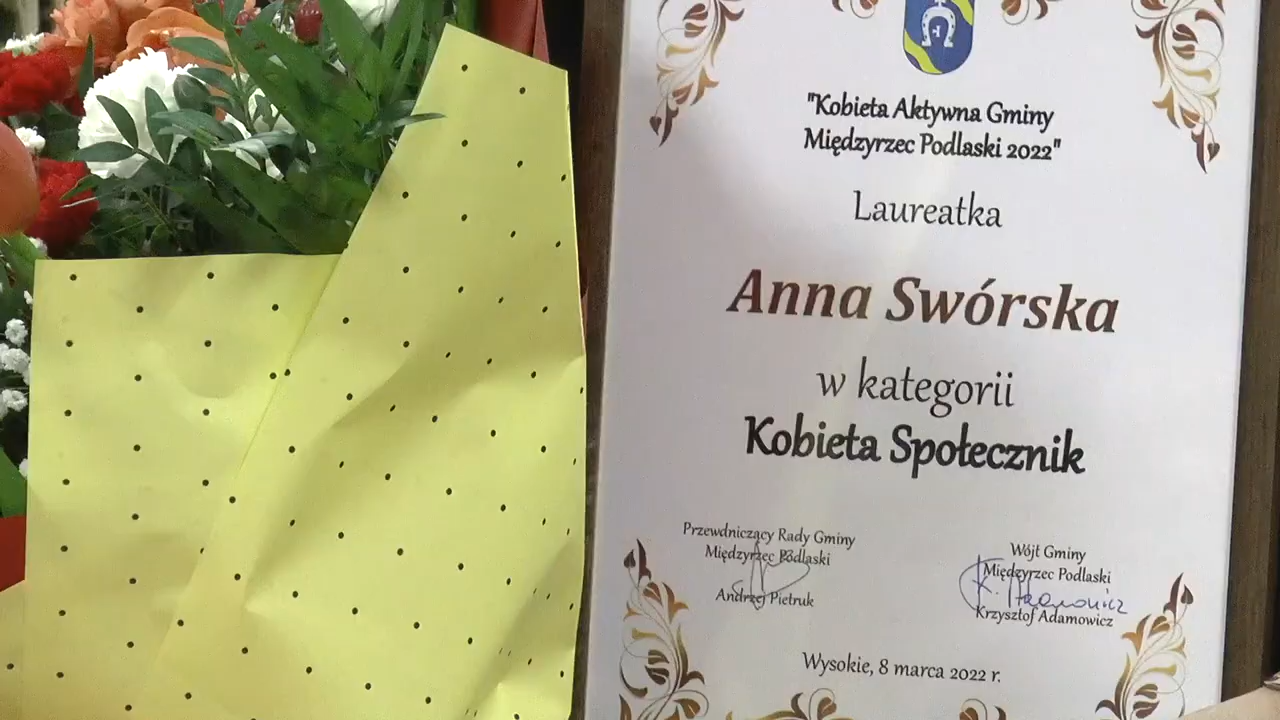 "Kobieta Aktywna Gminy
Międzyrzec Podlaski 2022"
Laureatka
Anna Swórska
w kategorii
Kobieta Społecznik
Przewdniczący Rady Gminy
Międzyrzec Podlaski
Andrzej Pietruk
Wójt Gminy
Międzyrzec Podlaski
Krzysztof Adamowicz
Wysokie, 8 marca 2022 r.